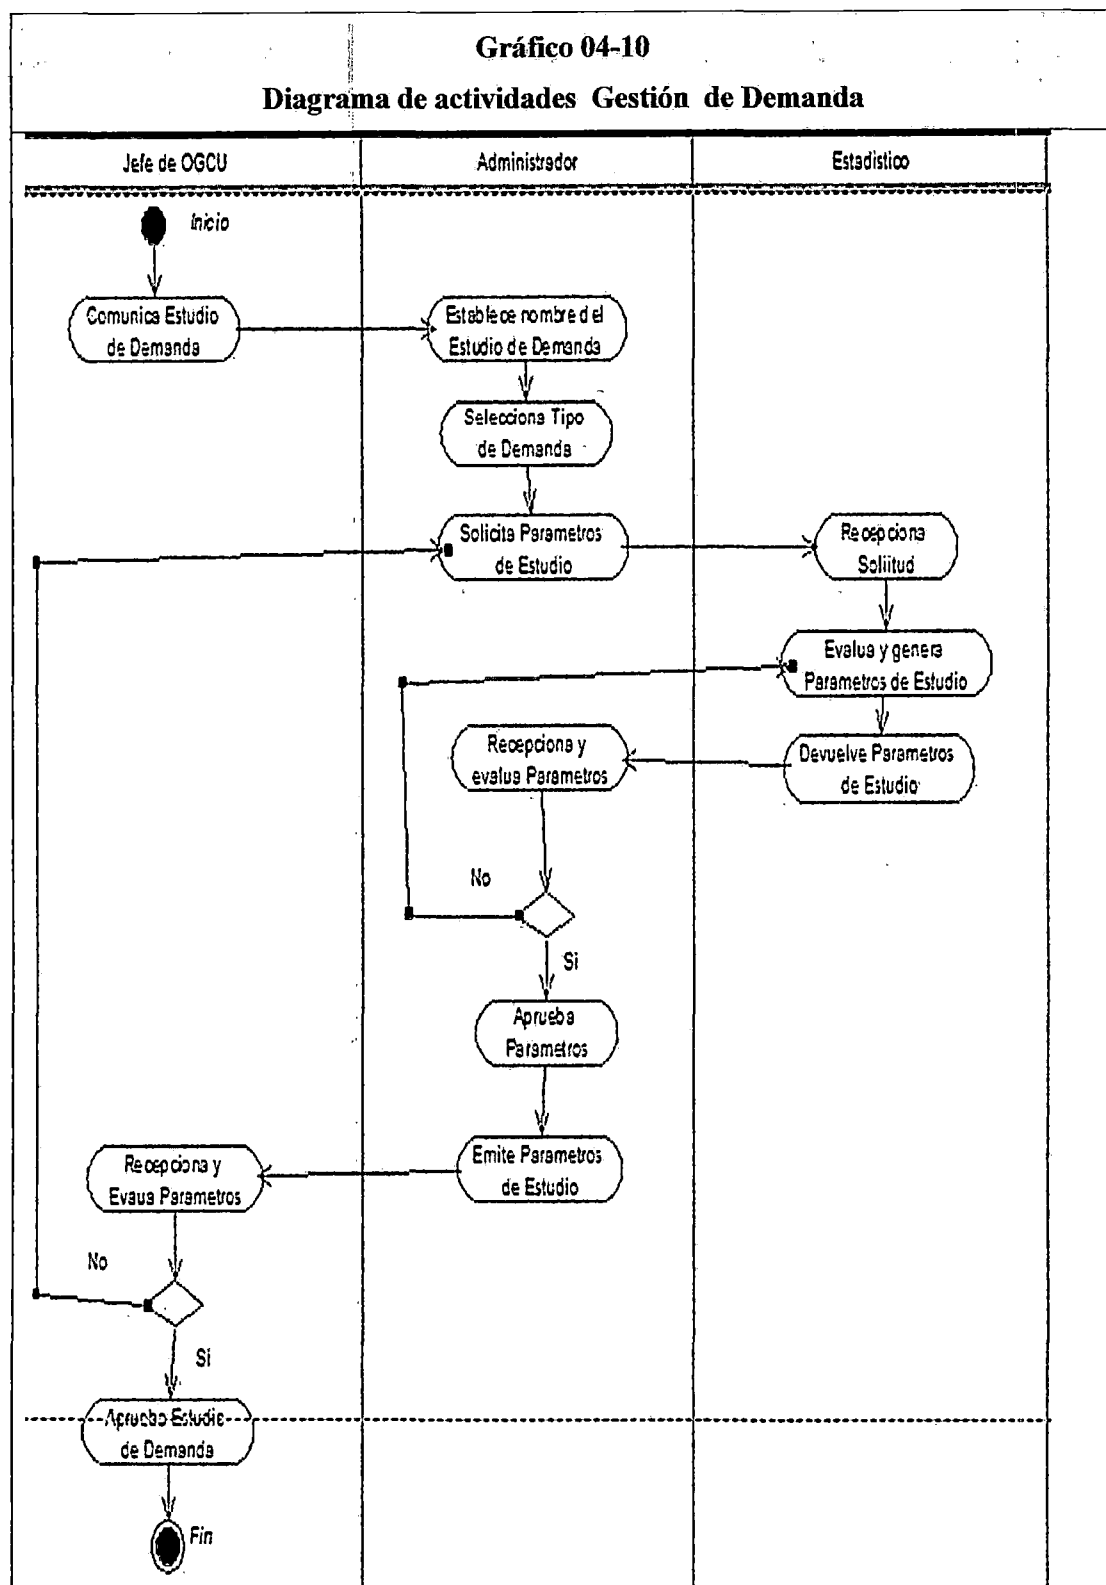 Gráfico 04-10
Diagrama de actividades Gestión de Demanda
Jefe de OGCU
Administrador
Estadistico
Inicio
Comunica Estudio
de Demanda
Establece nombre del
Estudio de Demanda
Selecciona Tipo
de Demanda
Solicita Parametros
de Estudio
Recepciona
Soliitud
Evalua y genera
Parametros de Estudio
Recepciona y
evalua Parametros
Devuelve Parametros
de Estudio
No
Si
Aprueba
Parametros
Emite Parametros
de Estudio
Recepciona y
Evaua Parametros
No
Si
Aprueba Estudio
de Demanda
Fin